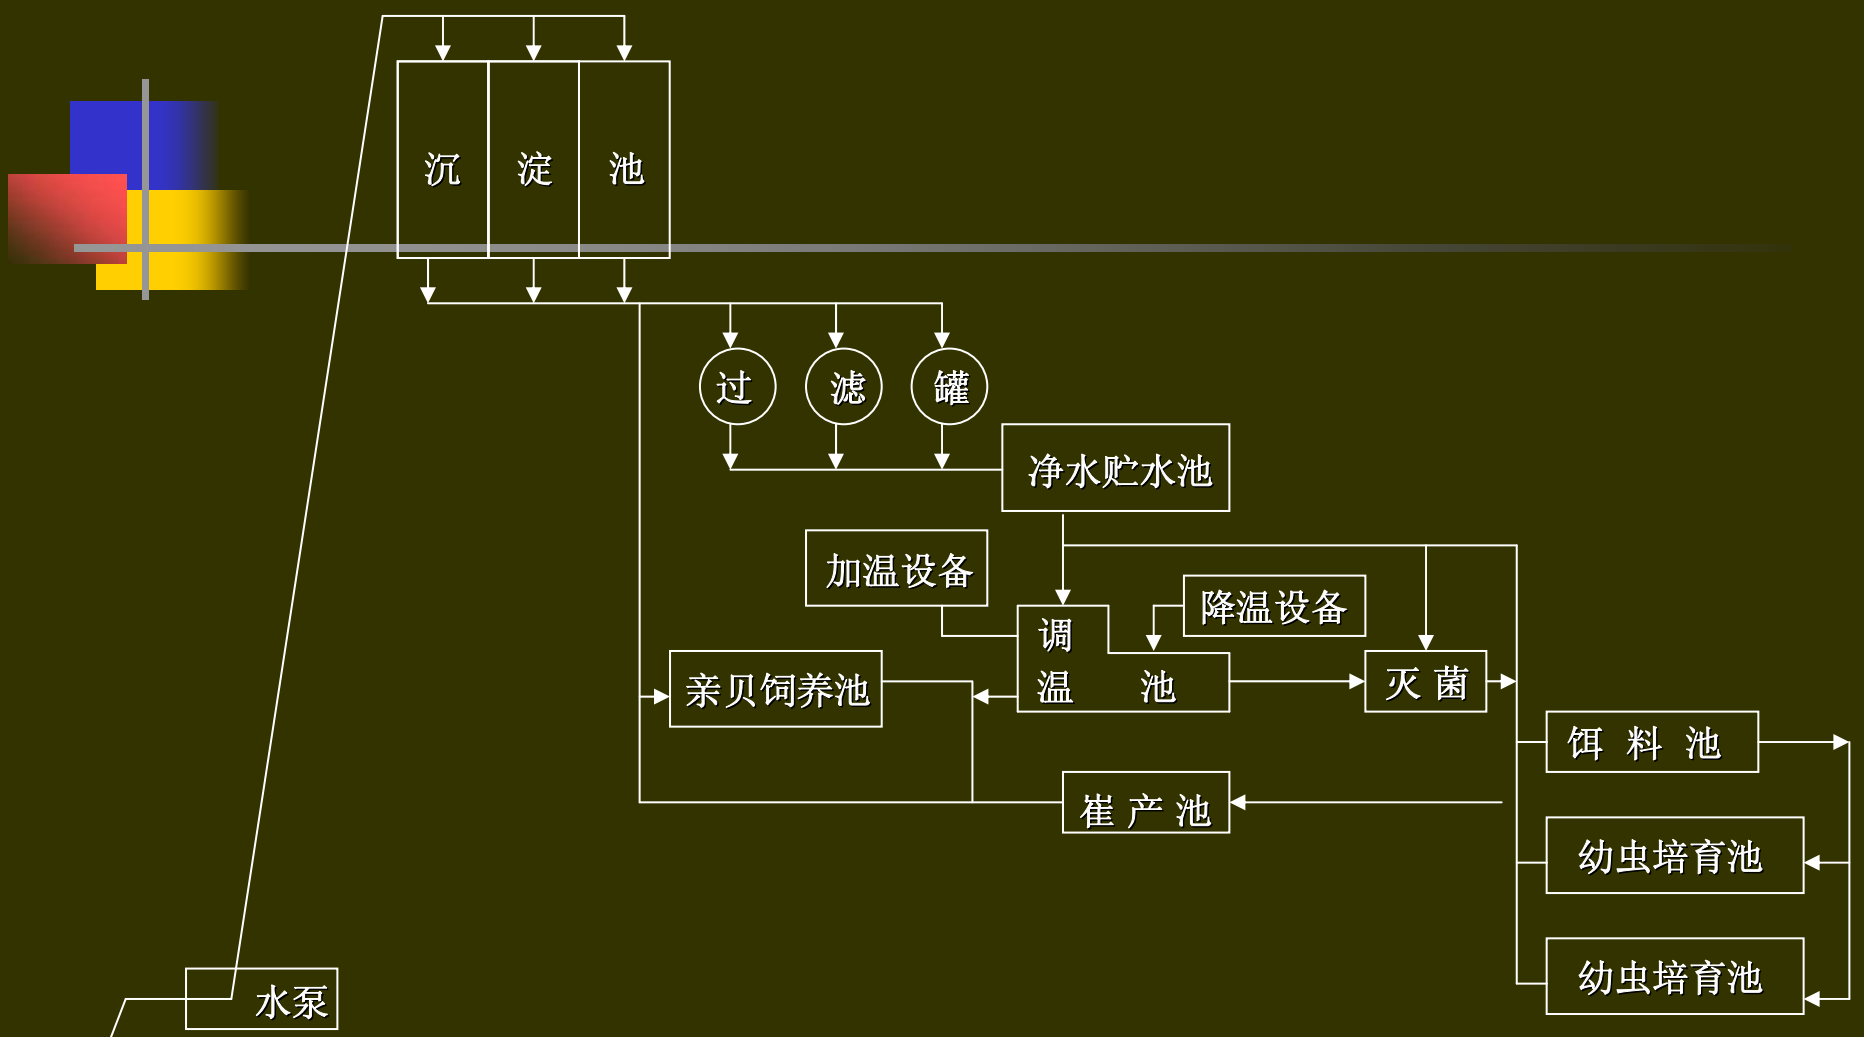 沉 淀 池
过 滤 罐
净水贮水池
加温设备
降温设备
调
温 池
灭 菌
亲贝饲养池
饵 料 池
崔 产 池
幼虫培育池
幼虫培育池
水泵